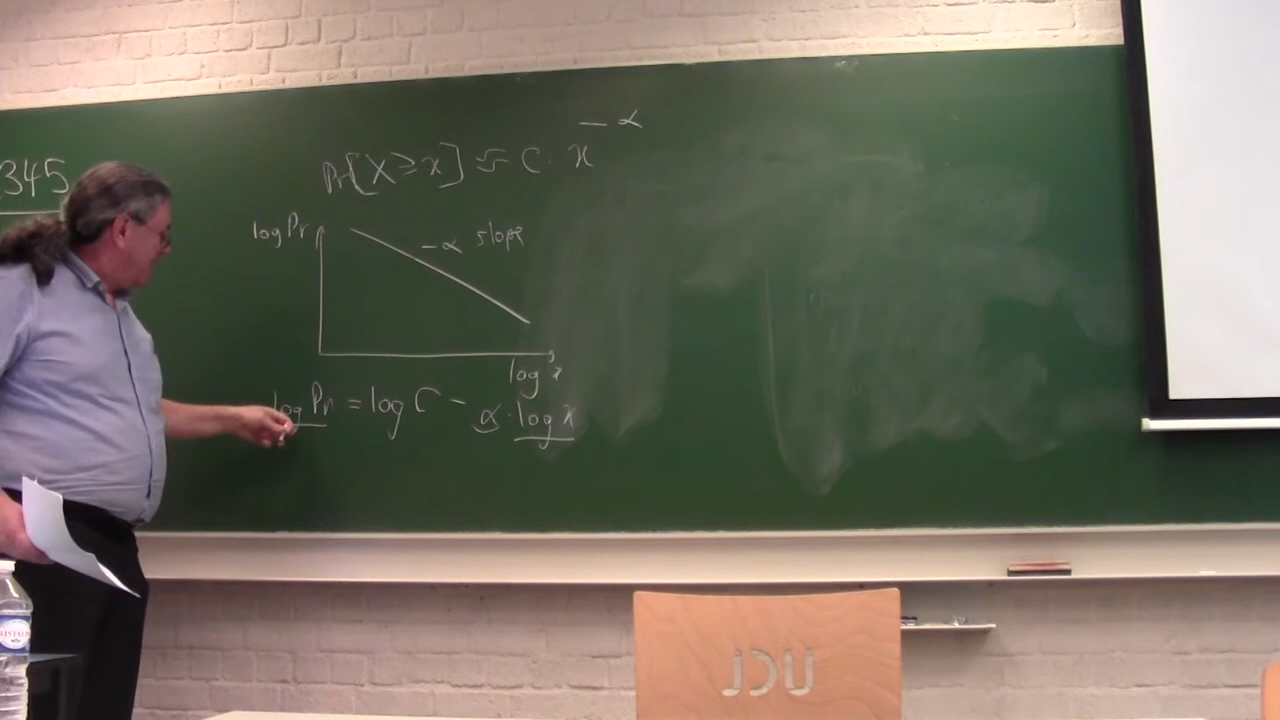 345
Pr[X ≥ x] ≈ C · x^{-α}
log Pr
-α slope
log x
log Pr = log C - α · log x
UCL